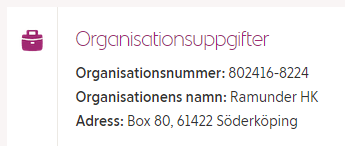 Organisationsuppgifter
Organisationsnummer: 802416-8224
Organisationens namn: Ramunder HK
Adress: Box 80, 61422 Söderköping